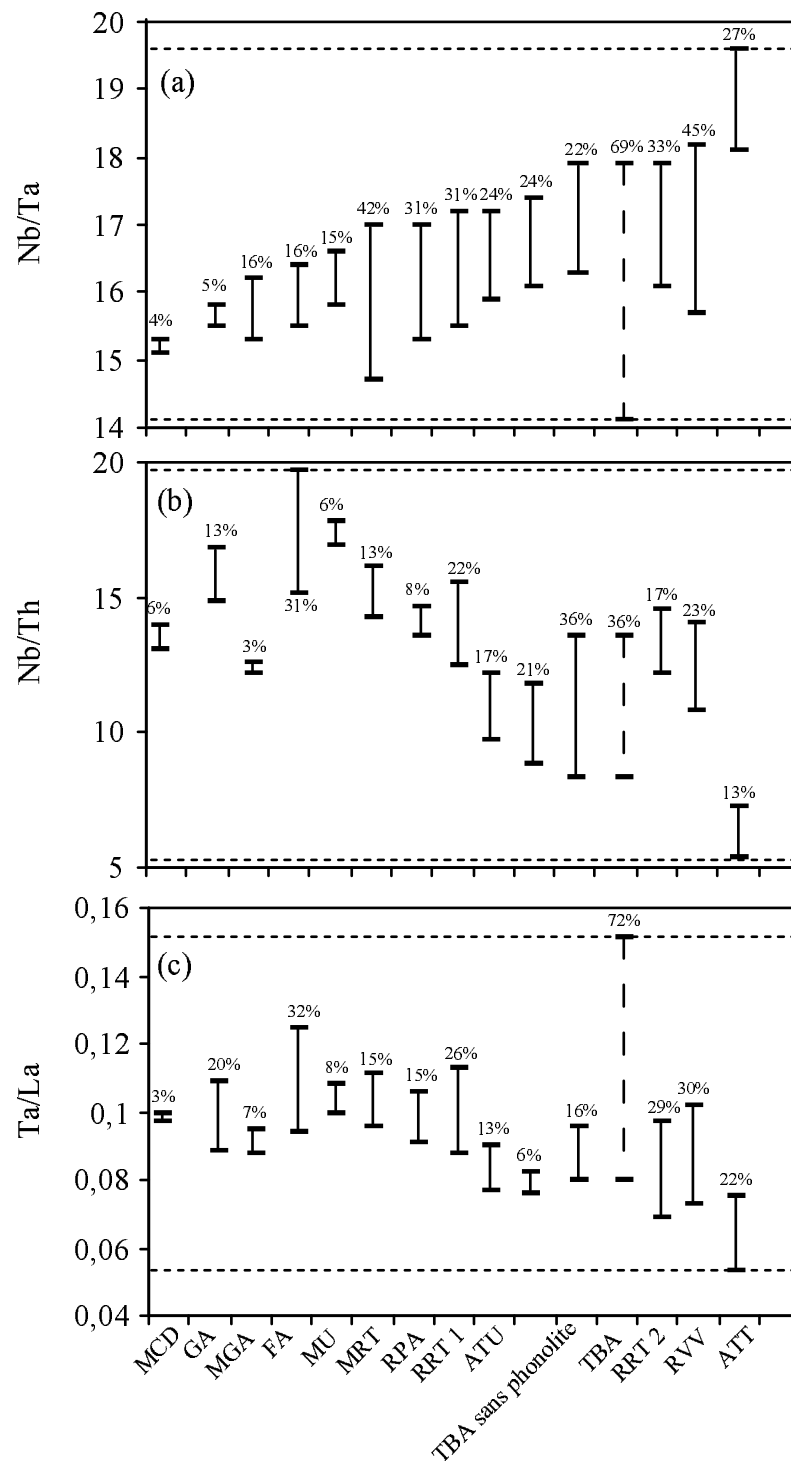 20
27%
(a)
19
45%
22% 69% 33%
18
24%
31% 24%
42% 31%
17
15%
16% 16%
5%
16
4%
15
14
Nb/Ta
20
(b)
6%
13%
13%
22%
8%
17%
6%
15
31%
36% 36%
23%
3%
17%
21%
10
13%
5
Nb/Th
0,16
72%
(c)
0,14
32%
0,12
26%
20%
8% 15%
15%
30%
3%
7%
16%
29%
0,1
13%
6%
22%
0,08
0,06
0,04
Ta/La
MCD
GA
MGA
FA
MU
MRT
RPA
RRT 1
ATU
TBA sans phonolite
TBA
RRT 2
RVV
ATT